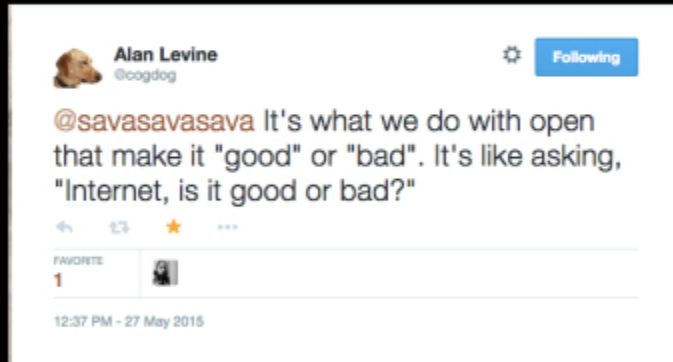 Alan Levine
@cogdog
Following
@savasavasava It's what we do with open
that make it "good" or "bad". It's like asking,
"Internet, is it good or bad?"
FAVORITE
1
12:37 PM - 27 May 2015